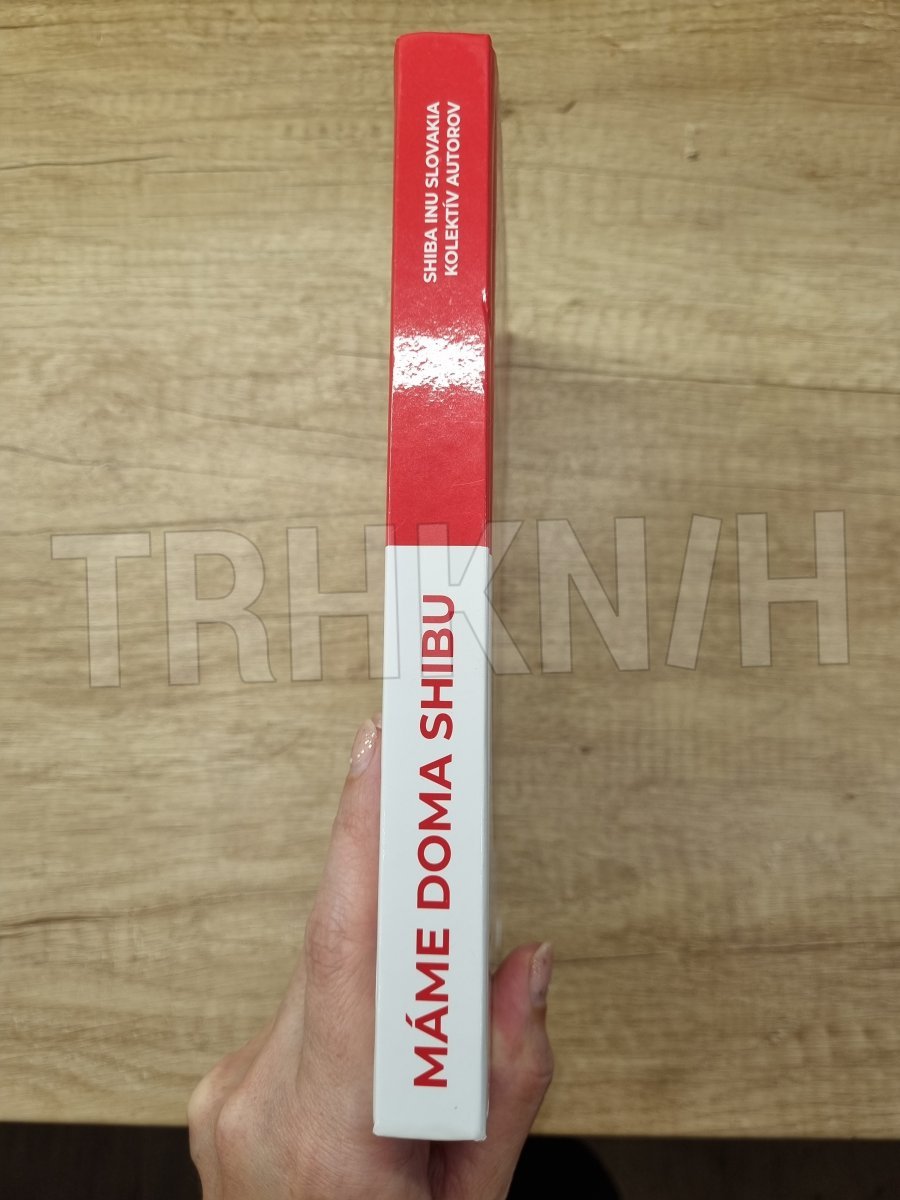 SHIBA INU SLOVAKIA
KOLEKTÍV AUTOROV
MÁME DOMA SHIBU
TRHKNIH